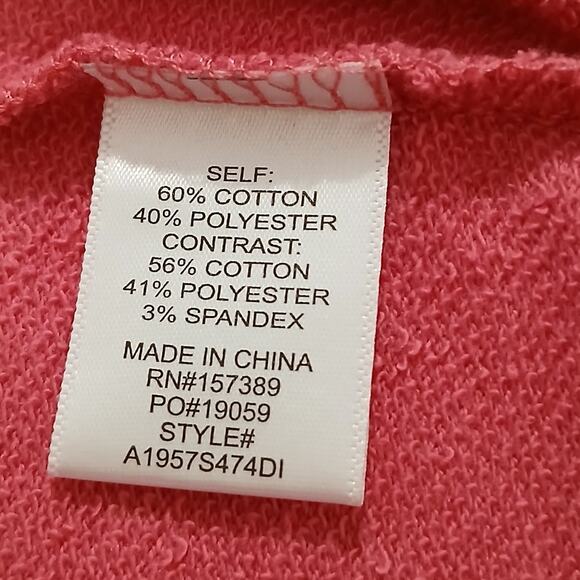 SELF:
60% COTTON
40% POLYESTER
CONTRAST:
56% COTTON
41% POLYESTER
3% SPANDEX
MADE IN CHINA
RN#157389
PO#19059
STYLE#
A1957S474DI